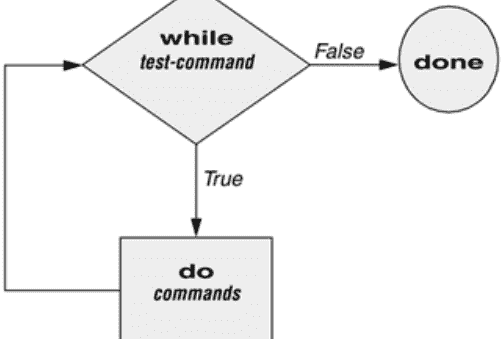 while
test-command
False
done
True
do
commands